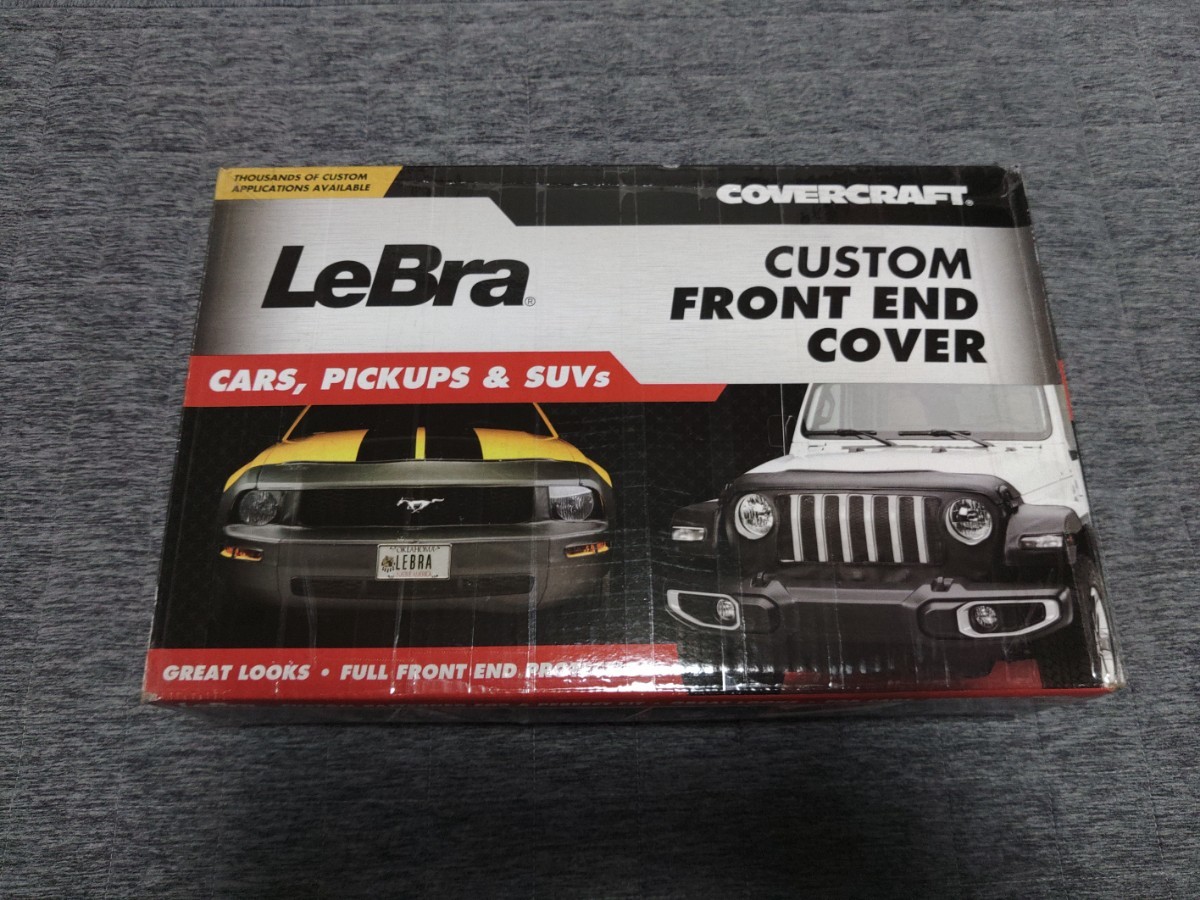 THOUSANDS OF CUSTOM
APPLICATIONS AVAILABLE
COVERCRAFT®
LeBra®
CUSTOM
FRONT END
COVER
CARS, PICKUPS & SUVs
OKLAHOMA
LEBRA
GREAT LOOKS • FULL FRONT END